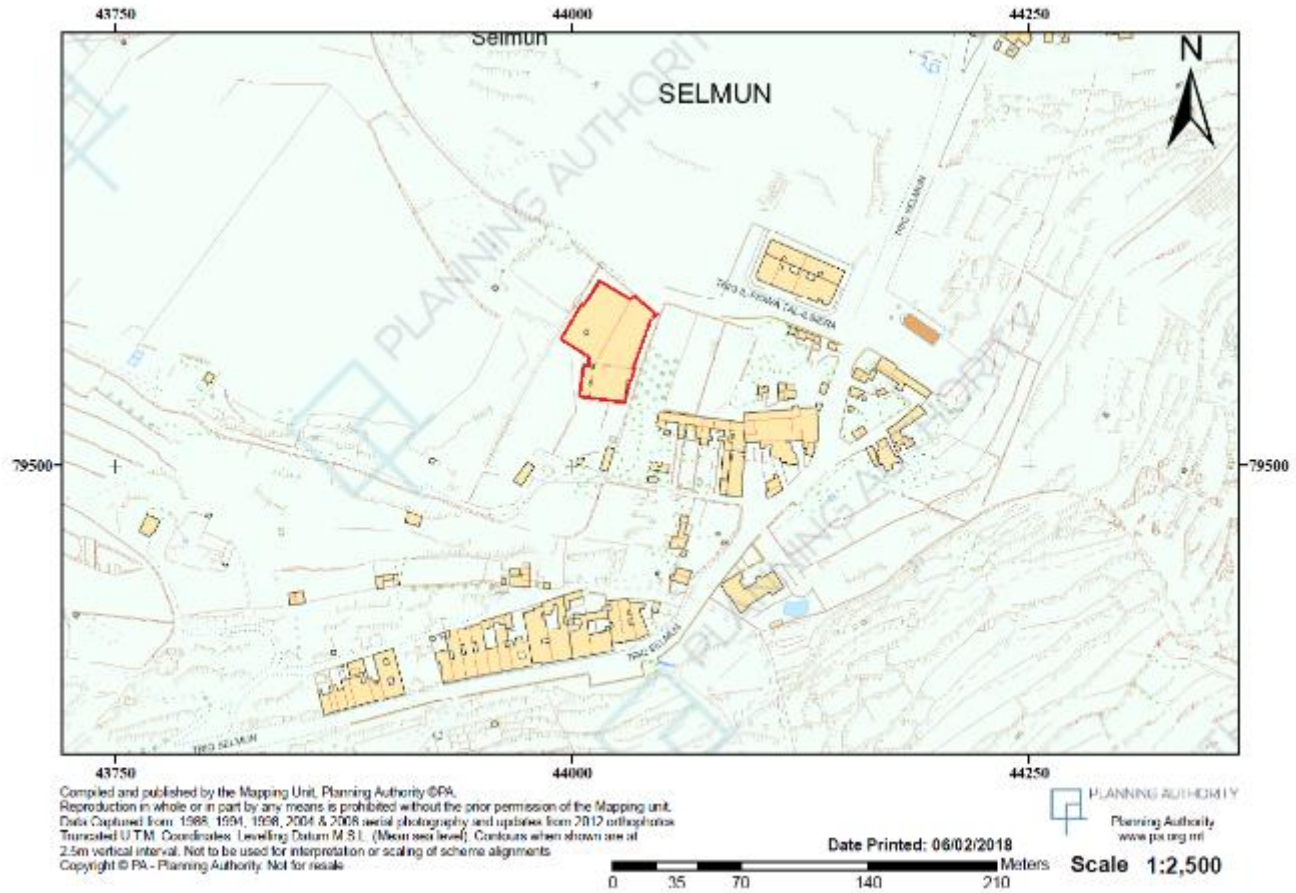 43750 44000 44250
Selmun
SELMUN
N
PLANNING AUTHORITY
TRIQ SELMUN
79500 79500
PLANNING AUTHORITY
TRIQ SELMUN
TRIQ SELMUN
43750 44000 44250
Compiled and published by the Mapping Unit, Planning Authority ©PA.
Reproduction in whole or in part by any means is prohibited without the prior permission of the Mapping unit.
Data Captured from: 1988, 1994, 1998, 2004 & 2008 aerial photography and updates from 2012 orthophotos
Truncated U.T.M. Coordinates. Levelling Datum M.S.L. (Mean sea level). Contours when shown are at
2.5m vertical interval. Not to be used for interpretation or scaling of scheme alignments
Copyright © PA - Planning Authority. Not for resale
PLANNING AUTHORITY
Planning Authority
www.pa.org.mt
Date Printed: 06/02/2018
Meters
Scale 1:2,500
0 35 70 140 210